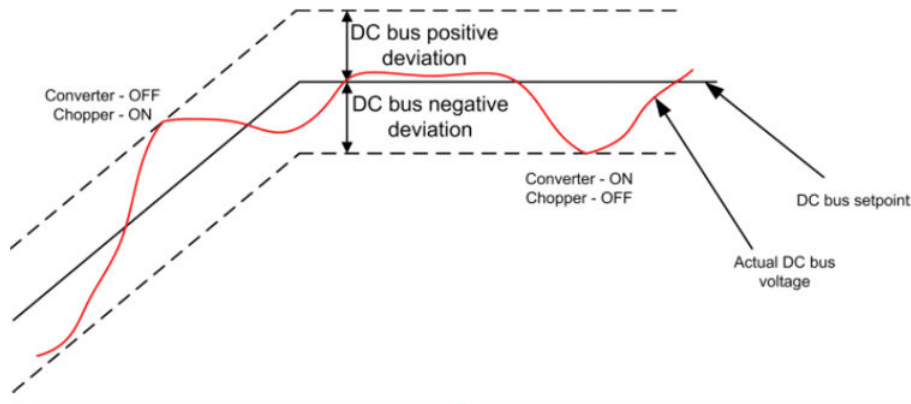 DC bus positive
deviation
Converter - OFF
Chopper - ON
DC bus negative
deviation
Converter - ON
Chopper - OFF
DC bus setpoint
Actual DC bus
voltage